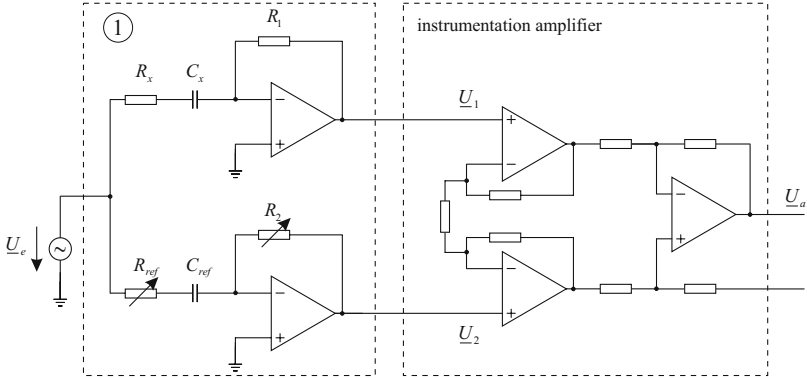 1
R1
instrumentation amplifier
Rx
Cx
−
+
U1
+
−
R2
Ue
~
Rref
Cref
−
+
−
+
U2
−
+
Ua